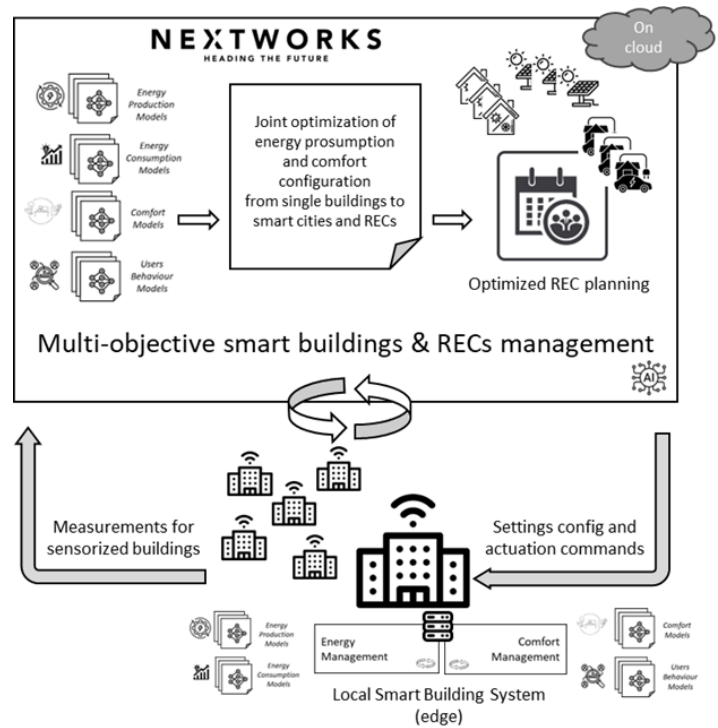 On
cloud
NEXTWORKS
HEADING THE FUTURE
Energy
Production
Models
Energy
Consumption
Models
Comfort
Models
Users
Behaviour
Models
Joint optimization of
energy prosumption
and comfort
configuration
from single buildings to
smart cities and RECs
Optimized REC planning
Multi-objective smart buildings & RECs management
AI
Measurements for
sensorized buildings
Settings config and
actuation commands
Energy
Production
Models
Energy
Consumption
Models
Energy
Management
Comfort
Management
Comfort
Models
Users
Behaviour
Models
Local Smart Building System
(edge)